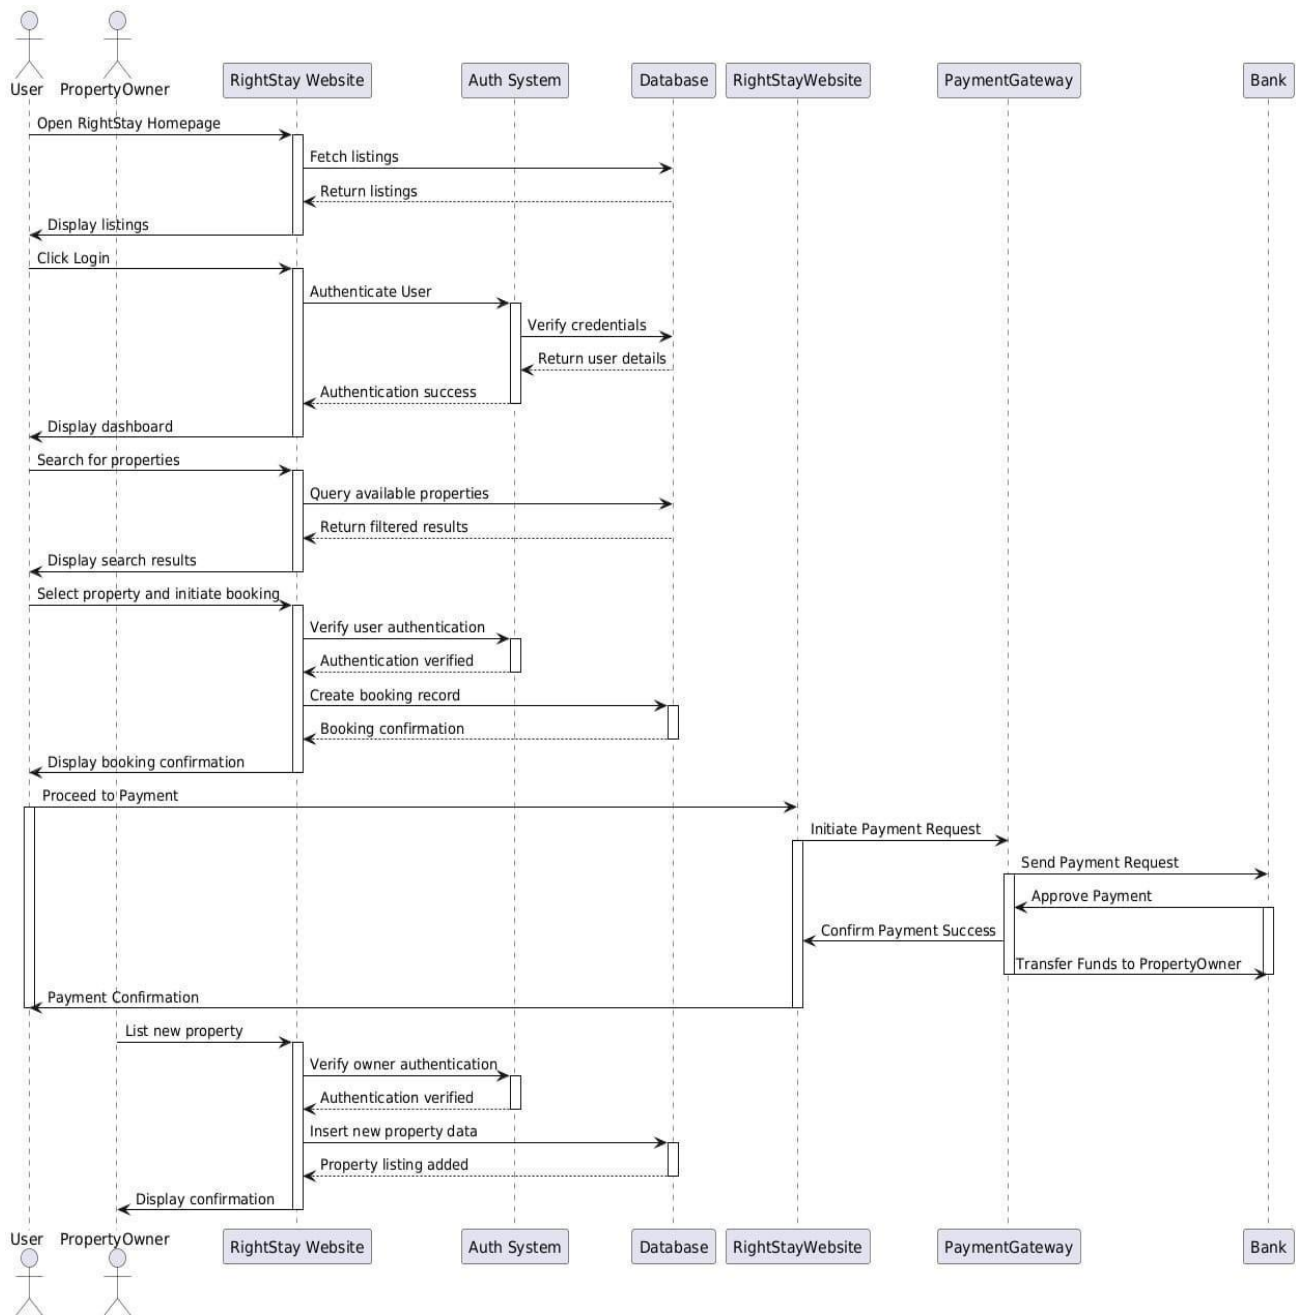 User
PropertyOwner
RightStay Website
Auth System
Database
RightStayWebsite
PaymentGateway
Bank
Open RightStay Homepage
Fetch listings
Return listings
Display listings
Click Login
Authenticate User
Verify credentials
Return user details
Authentication success
Display dashboard
Search for properties
Query available properties
Return filtered results
Display search results
Select property and initiate booking
Verify user authentication
Authentication verified
Create booking record
Booking confirmation
Display booking confirmation
Proceed to Payment
Initiate Payment Request
Send Payment Request
Approve Payment
Confirm Payment Success
Transfer Funds to PropertyOwner
Payment Confirmation
List new property
Verify owner authentication
Authentication verified
Insert new property data
Property listing added
Display confirmation
User
PropertyOwner
RightStay Website
Auth System
Database
RightStayWebsite
PaymentGateway
Bank